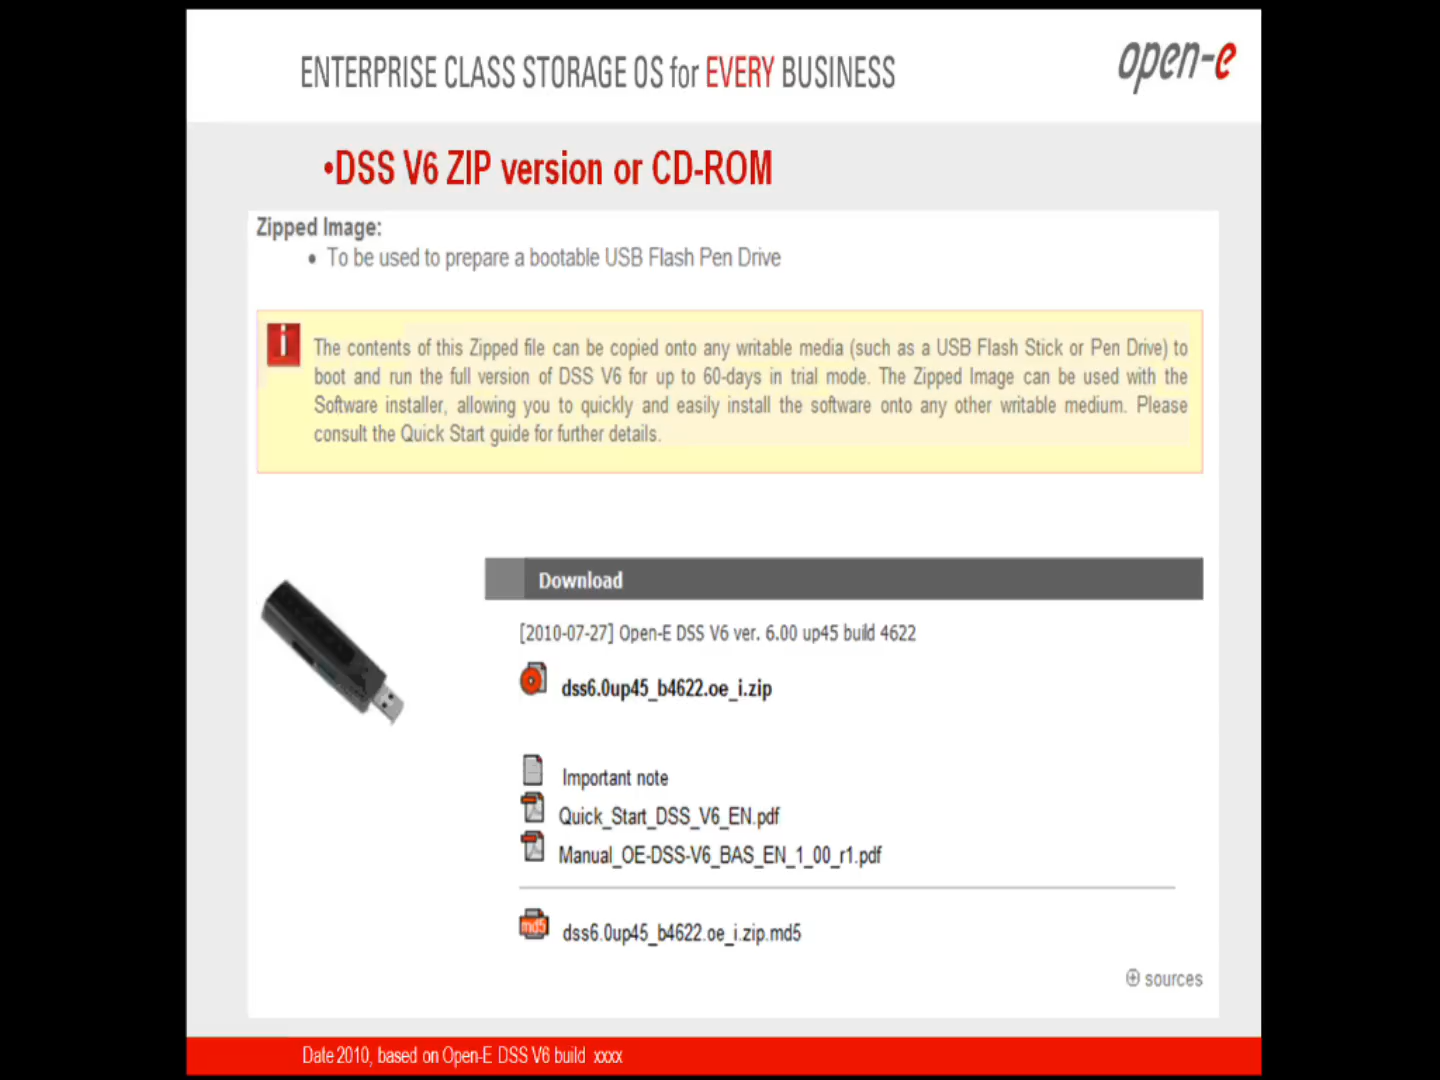 ENTERPRISE CLASS STORAGE OS for EVERY BUSINESS
open-e
•DSS V6 ZIP version or CD-ROM
Zipped Image:
• To be used to prepare a bootable USB Flash Pen Drive
i
The contents of this Zipped file can be copied onto any writable media (such as a USB Flash Stick or Pen Drive) to
boot and run the full version of DSS V6 for up to 60-days in trial mode. The Zipped Image can be used with the
Software installer, allowing you to quickly and easily install the software onto any other writable medium. Please
consult the Quick Start guide for further details.
Download
[2010-07-27] Open-E DSS V6 ver. 6.00 up45 build 4622
dss6.0up45_b4622.oe_i.zip
Important note
Quick_Start_DSS_V6_EN.pdf
Manual_OE-DSS-V6_BAS_EN_1_00_r1.pdf
md5
dss6.0up45_b4622.oe_i.zip.md5
sources
Date 2010, based on Open-E DSS V6 build xxxx